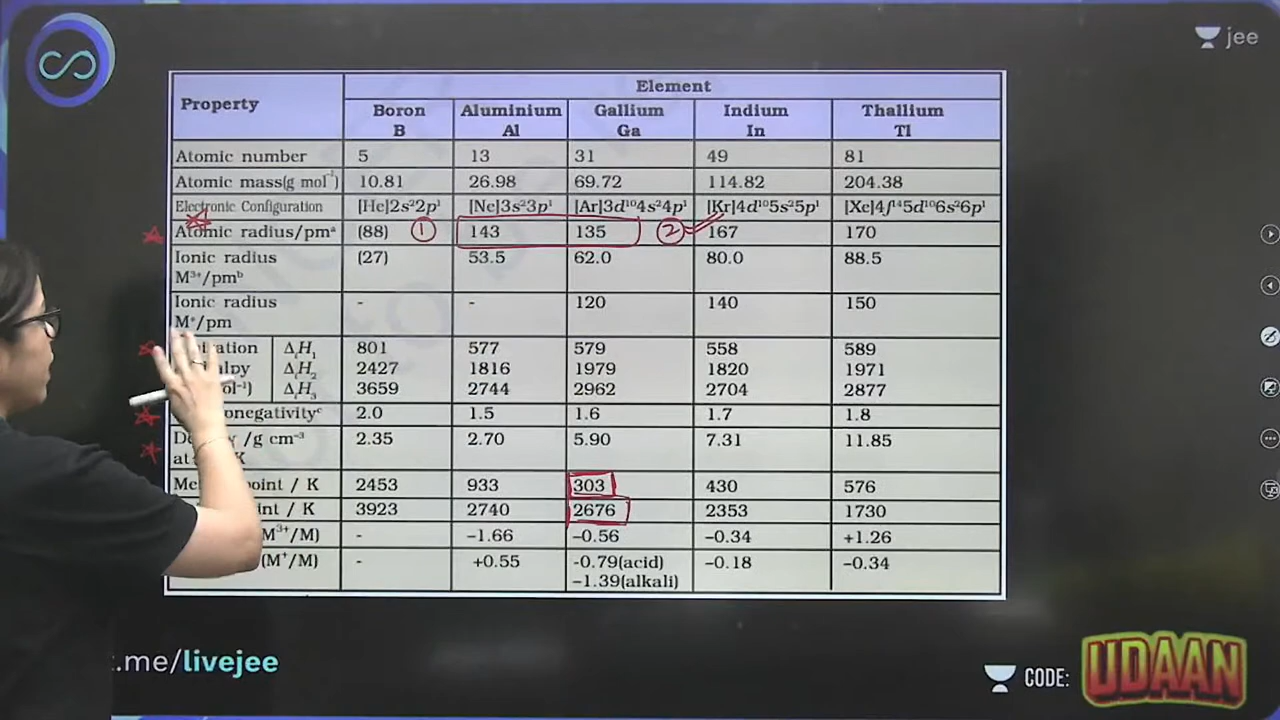 jee
Property
Element
Boron
B
Aluminium
Al
Gallium
Ga
Indium
In
Thallium
Tl
Atomic number 5 13 31 49 81
Atomic mass(g mol⁻¹) 10.81 26.98 69.72 114.82 204.38
Electronic Configuration [He]2s²2p¹ [Ne]3s²3p¹ [Ar]3d¹⁰4s²4p¹ [Kr]4d¹⁰5s²5p¹ [Xe]4f¹⁴5d¹⁰6s²6p¹
Atomic radius/pmᵃ (88) 1 143 135 2 167 170
Ionic radius (27) 53.5 62.0 80.0 88.5
M³⁺/pmᵇ
Ionic radius - - 120 140 150
M⁺/pm
ΔᵢH₁ 801 577 579 558 589
ΔᵢH₂ 2427 1816 1979 1820 1971
ΔᵢH₃ 3659 2744 2962 2704 2877
2.0 1.5 1.6 1.7 1.8
/g cm⁻³ 2.35 2.70 5.90 7.31 11.85
at
point / K 2453 933 303 430 576
/ K 3923 2740 2676 2353 1730
(M³⁺/M) - –1.66 –0.56 –0.34 +1.26
(M⁺/M) - +0.55 -0.79(acid) –0.18 –0.34
–1.39(alkali)
.me/livejee
CODE:
UDAAN